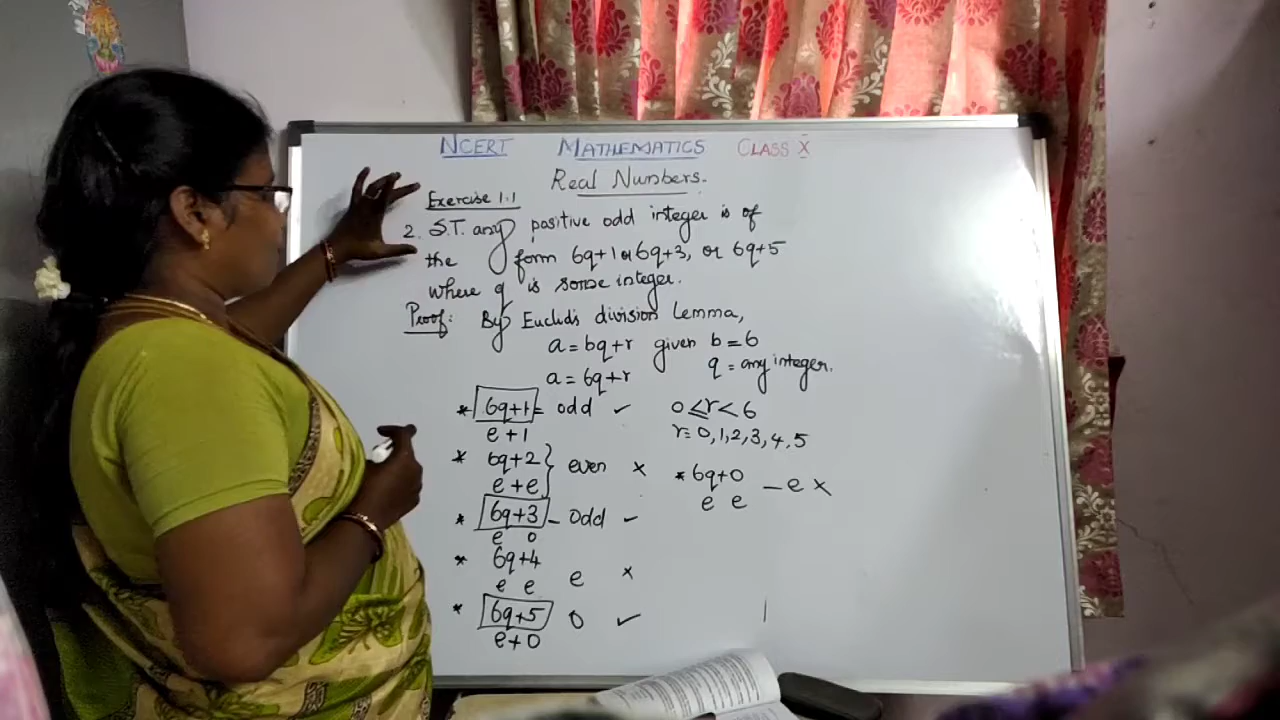 NCERT MATHEMATICS CLASS X
Real Numbers.
Exercise 1.1
2. S.T. any positive odd integer is of
the form 6q+1 or 6q+3, or 6q+5
where q is some integer.
Proof: By Euclid's division Lemma,
a = bq+r given b = 6
q = any integer.
a = 6q+r
* 6q+1 = odd ✓
e + 1
* 6q+2 } even ×
e + e
* 6q+3 – odd ✓
e o
* 6q+4
e e e ×
* 6q+5 O ✓
e + O
0 ≤ r < 6
r = 0, 1, 2, 3, 4, 5
* 6q+0 – e ×
e e